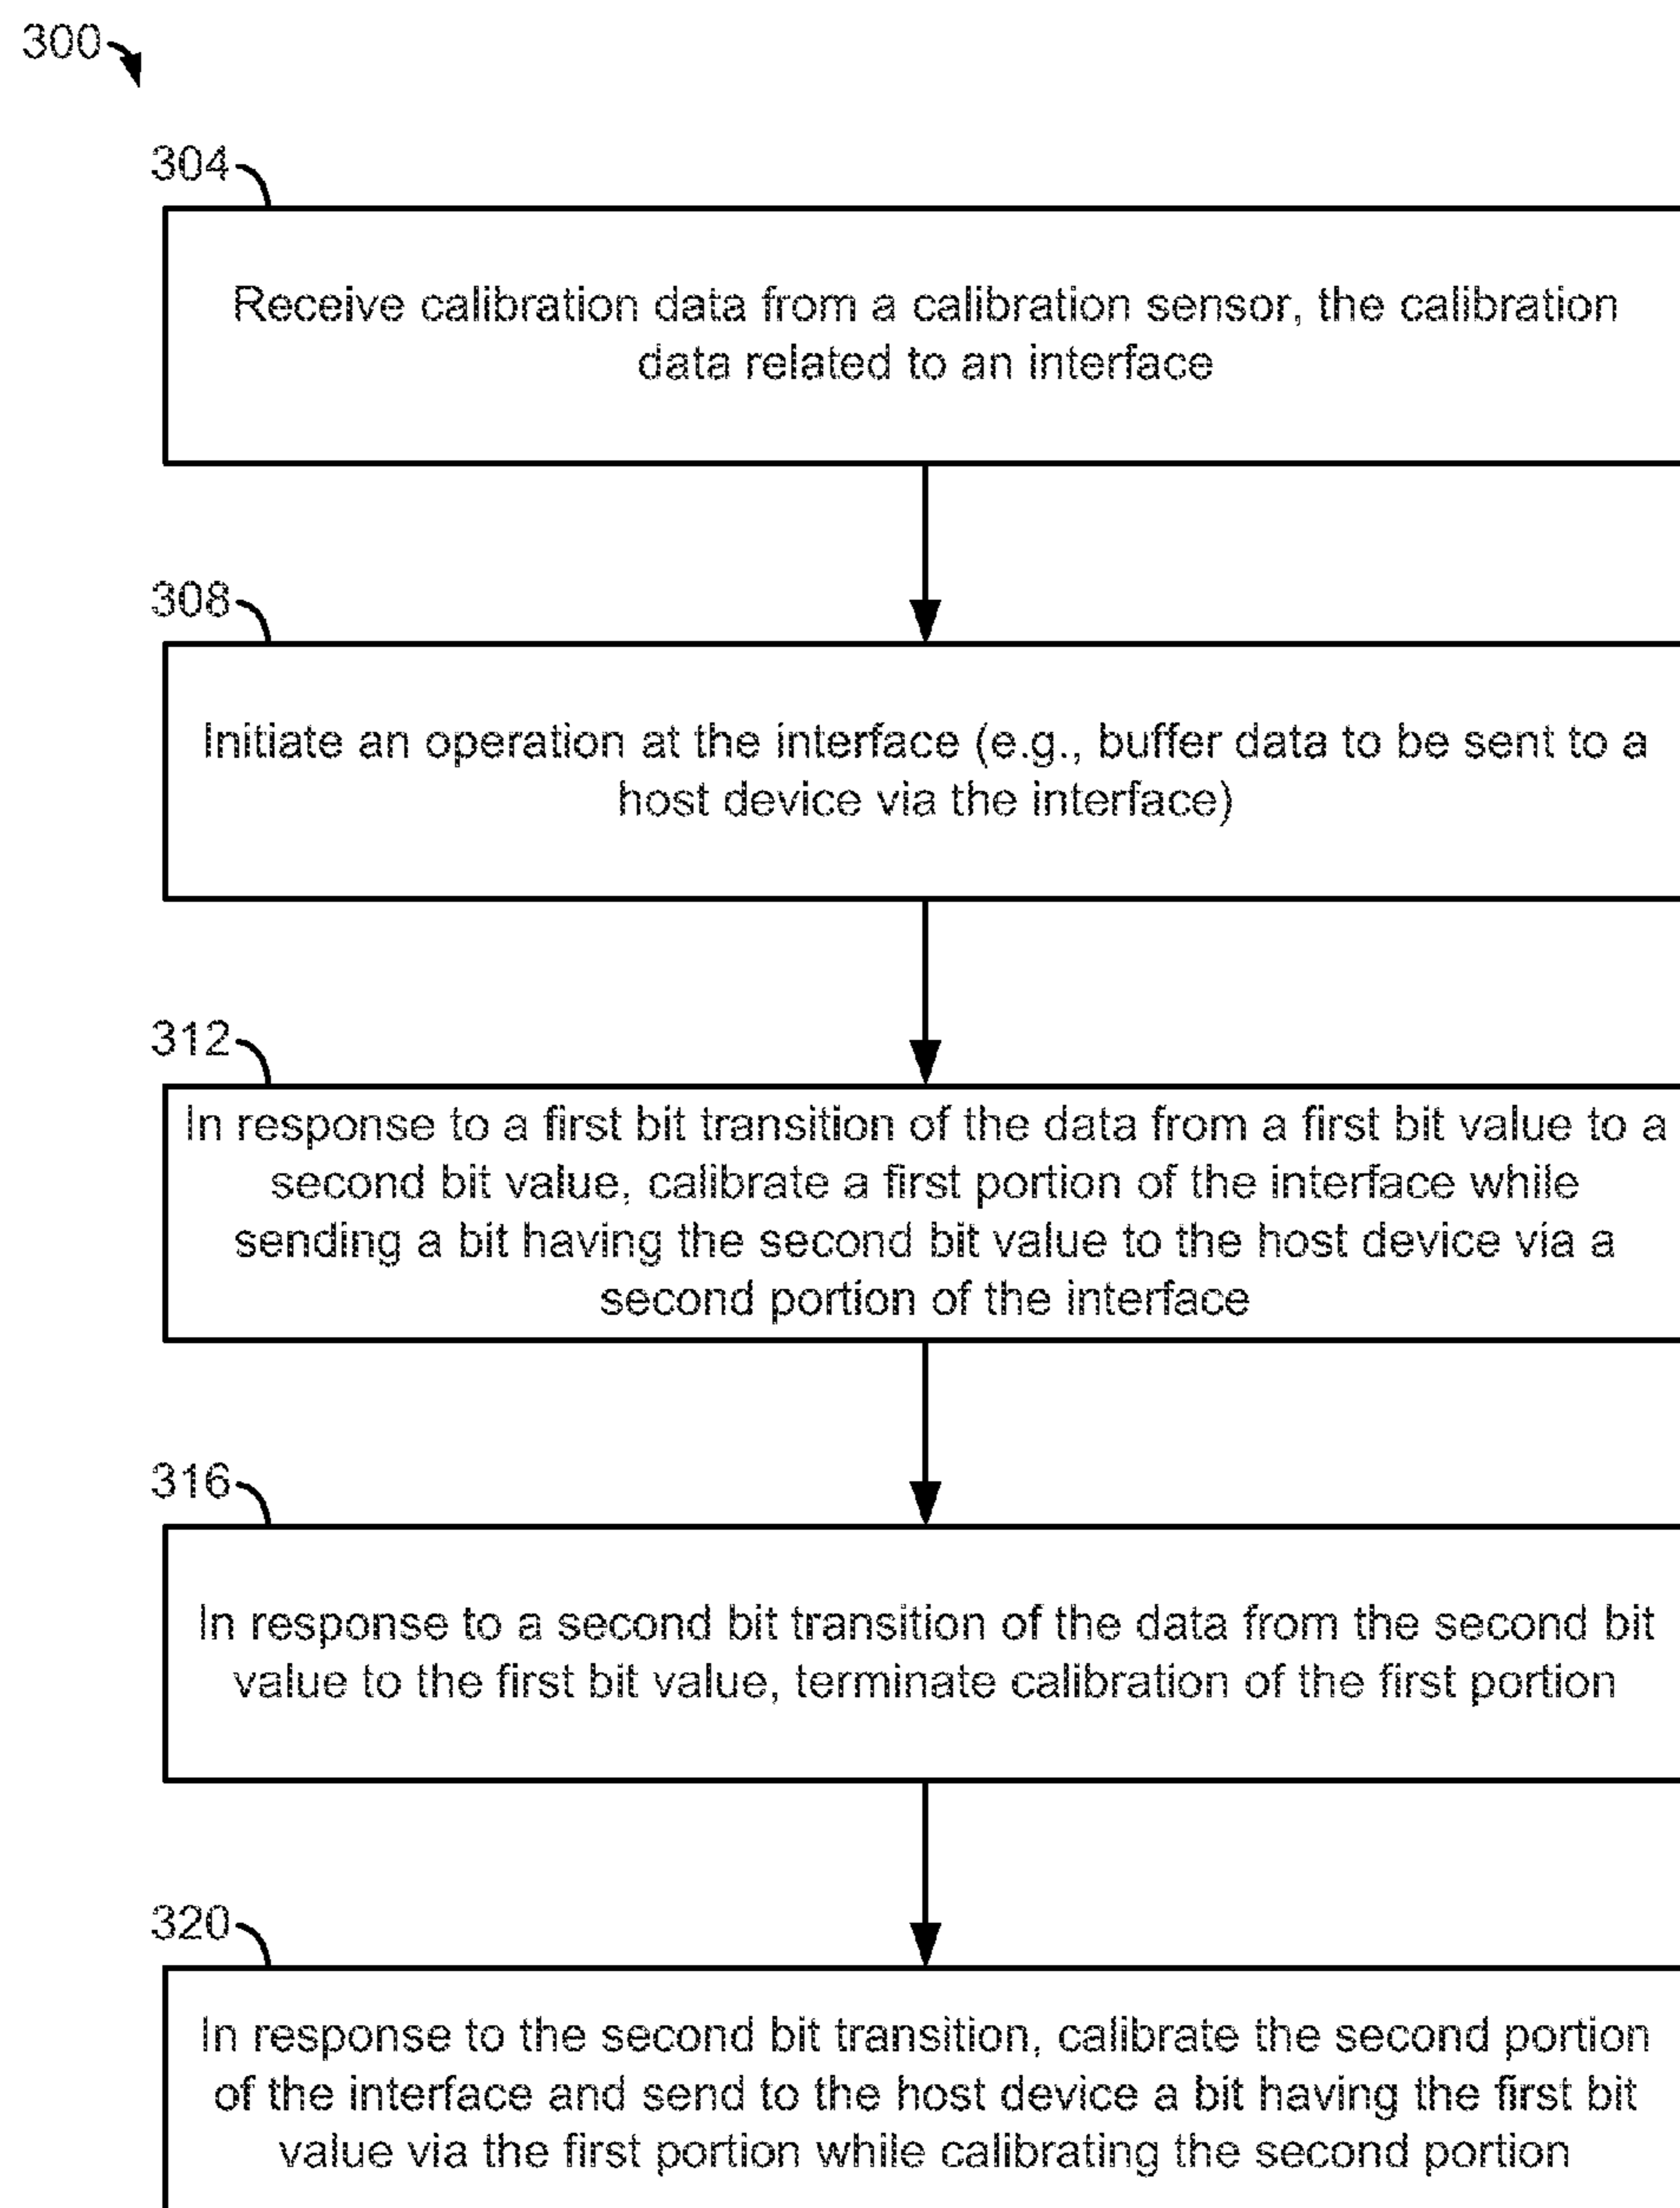 300
304
Receive calibration data from a calibration sensor, the calibration
data related to an interface
308
Initiate an operation at the interface (e.g., buffer data to be sent to a
host device via the interface)
312
In response to a first bit transition of the data from a first bit value to a
second bit value, calibrate a first portion of the interface while
sending a bit having the second bit value to the host device via a
second portion of the interface
316
In response to a second bit transition of the data from the second bit
value to the first bit value, terminate calibration of the first portion
320
In response to the second bit transition, calibrate the second portion
of the interface and send to the host device a bit having the first bit
value via the first portion while calibrating the second portion